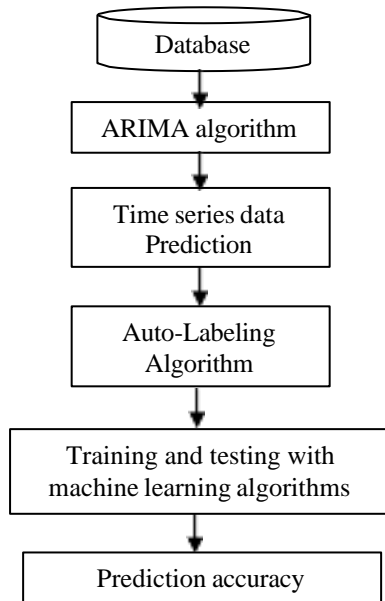 Database
ARIMA algorithm
Time series data
Prediction
Auto-Labeling
Algorithm
Training and testing with
machine learning algorithms
Prediction accuracy